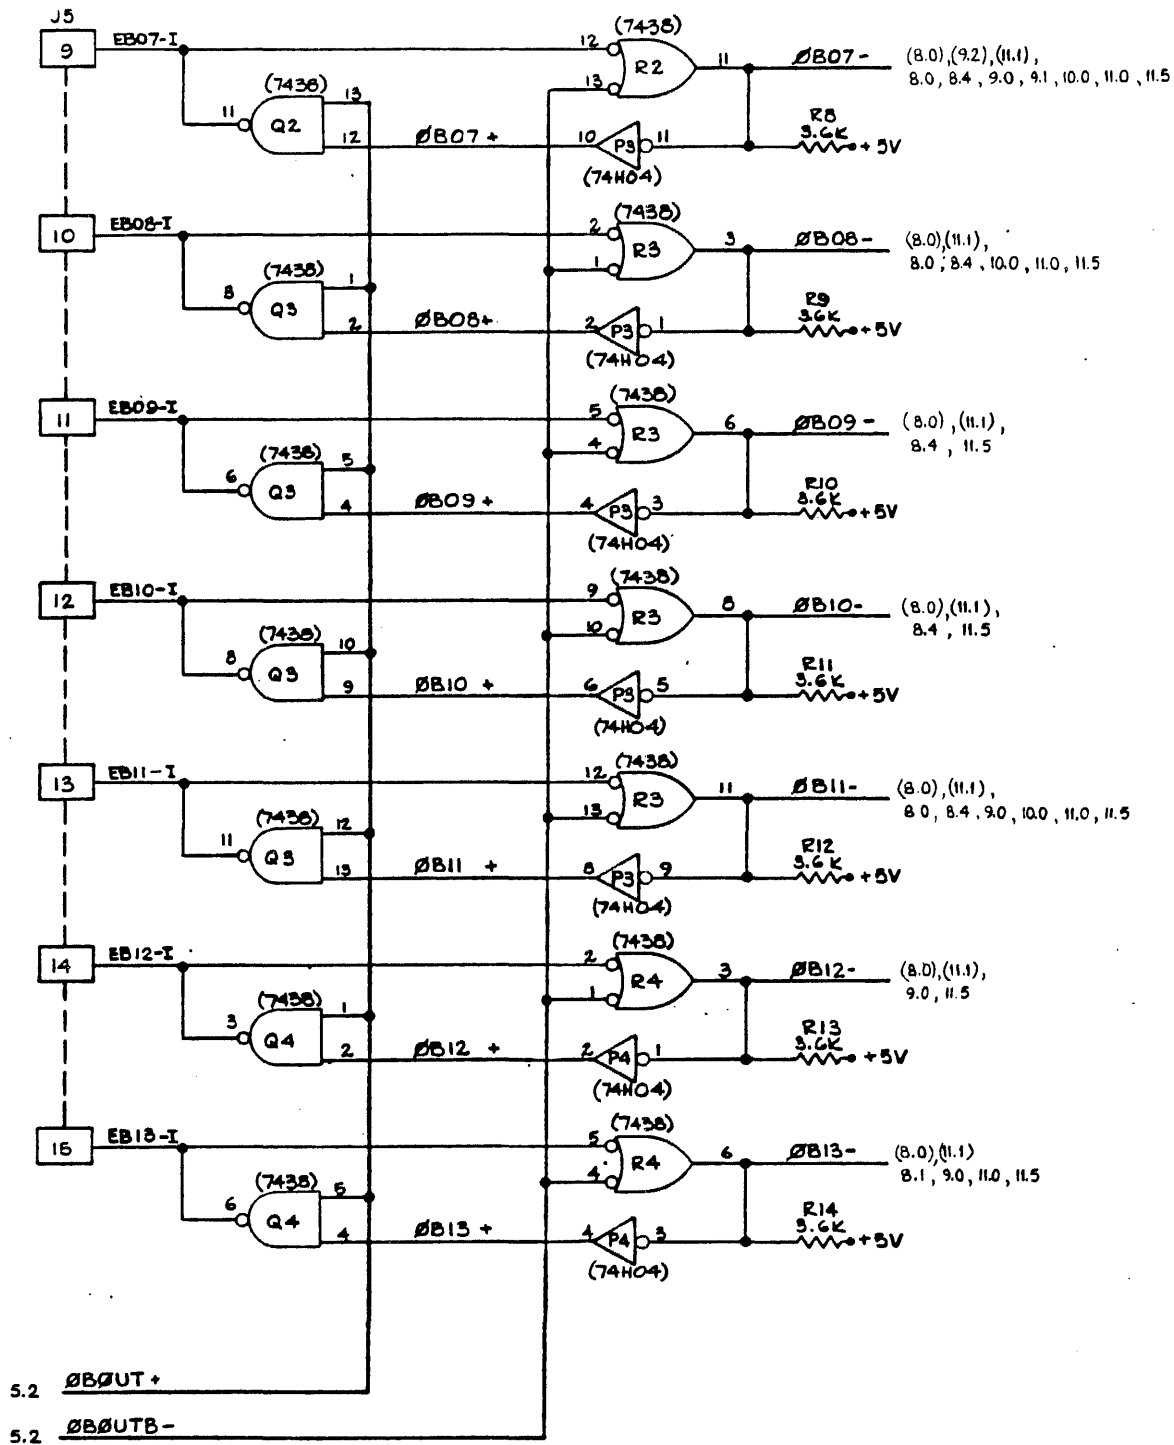 J5
9 EB07-I 12 (7438) R2 11 ØB07- (8.0),(9.2),(11.1),
13 8.0, 8.4, 9.0, 9.1, 10.0, 11.0, 11.5
(7438) 13
11 Q2 12 ØB07+ 10 P3 11 R8 3.6K +5V
(74H04)
10 EB08-I 2 (7438) R3 3 ØB08- (8.0),(11.1),
1 8.0, 8.4, 10.0, 11.0, 11.5
(7438) 1
8 Q3 2 ØB08+ 2 P3 1 R9 3.6K +5V
(74H04)
11 EB09-I 5 (7438) R3 6 ØB09- (8.0),(11.1),
4 8.4, 11.5
(7438) 5
6 Q3 4 ØB09+ 4 P3 3 R10 3.6K +5V
(74H04)
12 EB10-I 9 (7438) R3 8 ØB10- (8.0),(11.1),
10 8.4, 11.5
(7438) 10
8 Q3 9 ØB10+ 6 P3 5 R11 3.6K +5V
(74H04)
13 EB11-I 12 (7438) R3 11 ØB11- (8.0),(11.1),
13 8.0, 8.4, 9.0, 10.0, 11.0, 11.5
(7438) 12
11 Q3 13 ØB11+ 8 P3 9 R12 3.6K +5V
(74H04)
14 EB12-I 2 (7438) R4 3 ØB12- (8.0),(11.1),
1 9.0, 11.5
(7438) 1
3 Q4 2 ØB12+ 2 P4 1 R13 3.6K +5V
(74H04)
15 EB13-I 5 (7438) R4 6 ØB13- (8.0),(11.1)
4 8.1, 9.0, 11.0, 11.5
(7438) 5
6 Q4 4 ØB13+ 4 P4 3 R14 3.6K +5V
(74H04)
5.2 ØBØUT+
5.2 ØBØUTB-